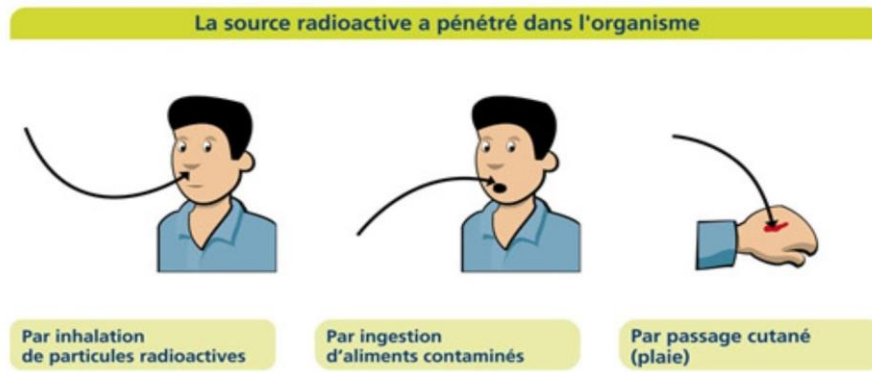 La source radioactive a pénétré dans l'organisme
Par inhalation
de particules radioactives
Par ingestion
d'aliments contaminés
Par passage cutané
(plaie)